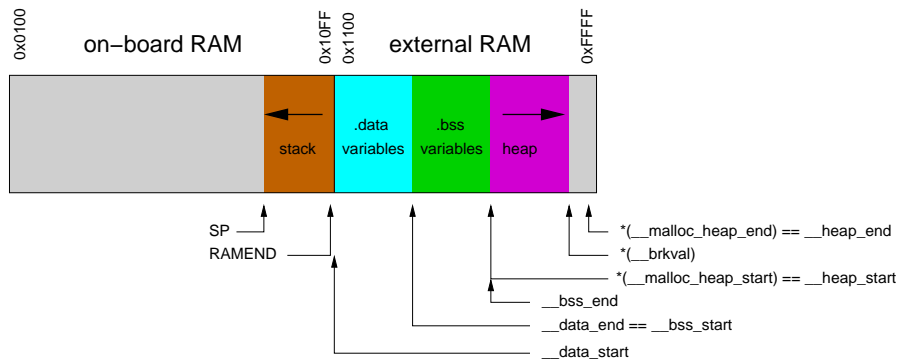 0x0100
on−board RAM
0x10FF
0x1100
external RAM
0xFFFF
stack
.data
variables
.bss
variables
heap
SP
RAMEND
*(__malloc_heap_end) == __heap_end
*(__brkval)
*(__malloc_heap_start) == __heap_start
__bss_end
__data_end == __bss_start
__data_start